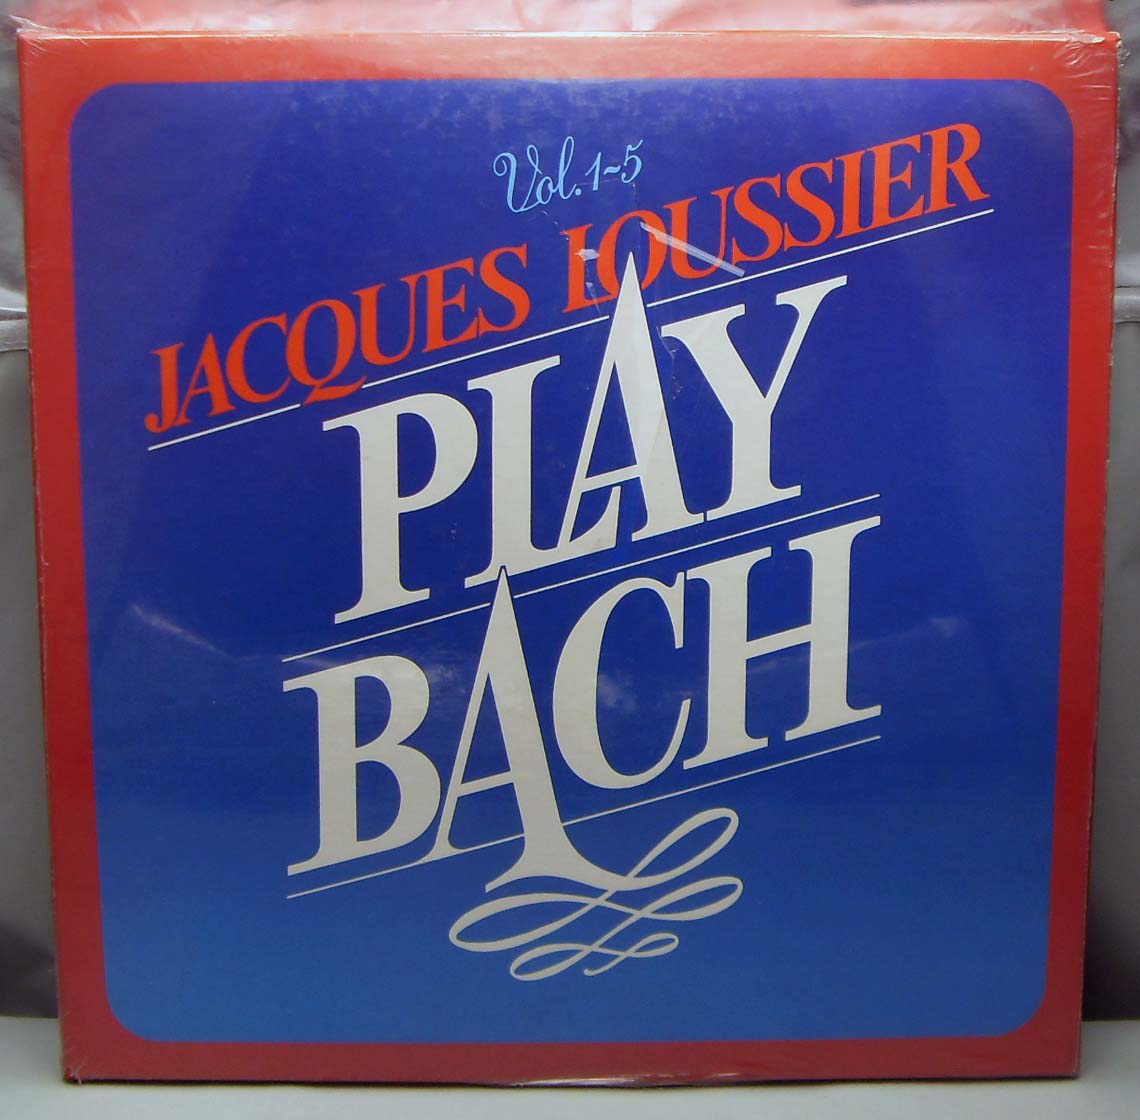 Vol. 1~5
JACQUES LOUSSIER
PLAY
BACH